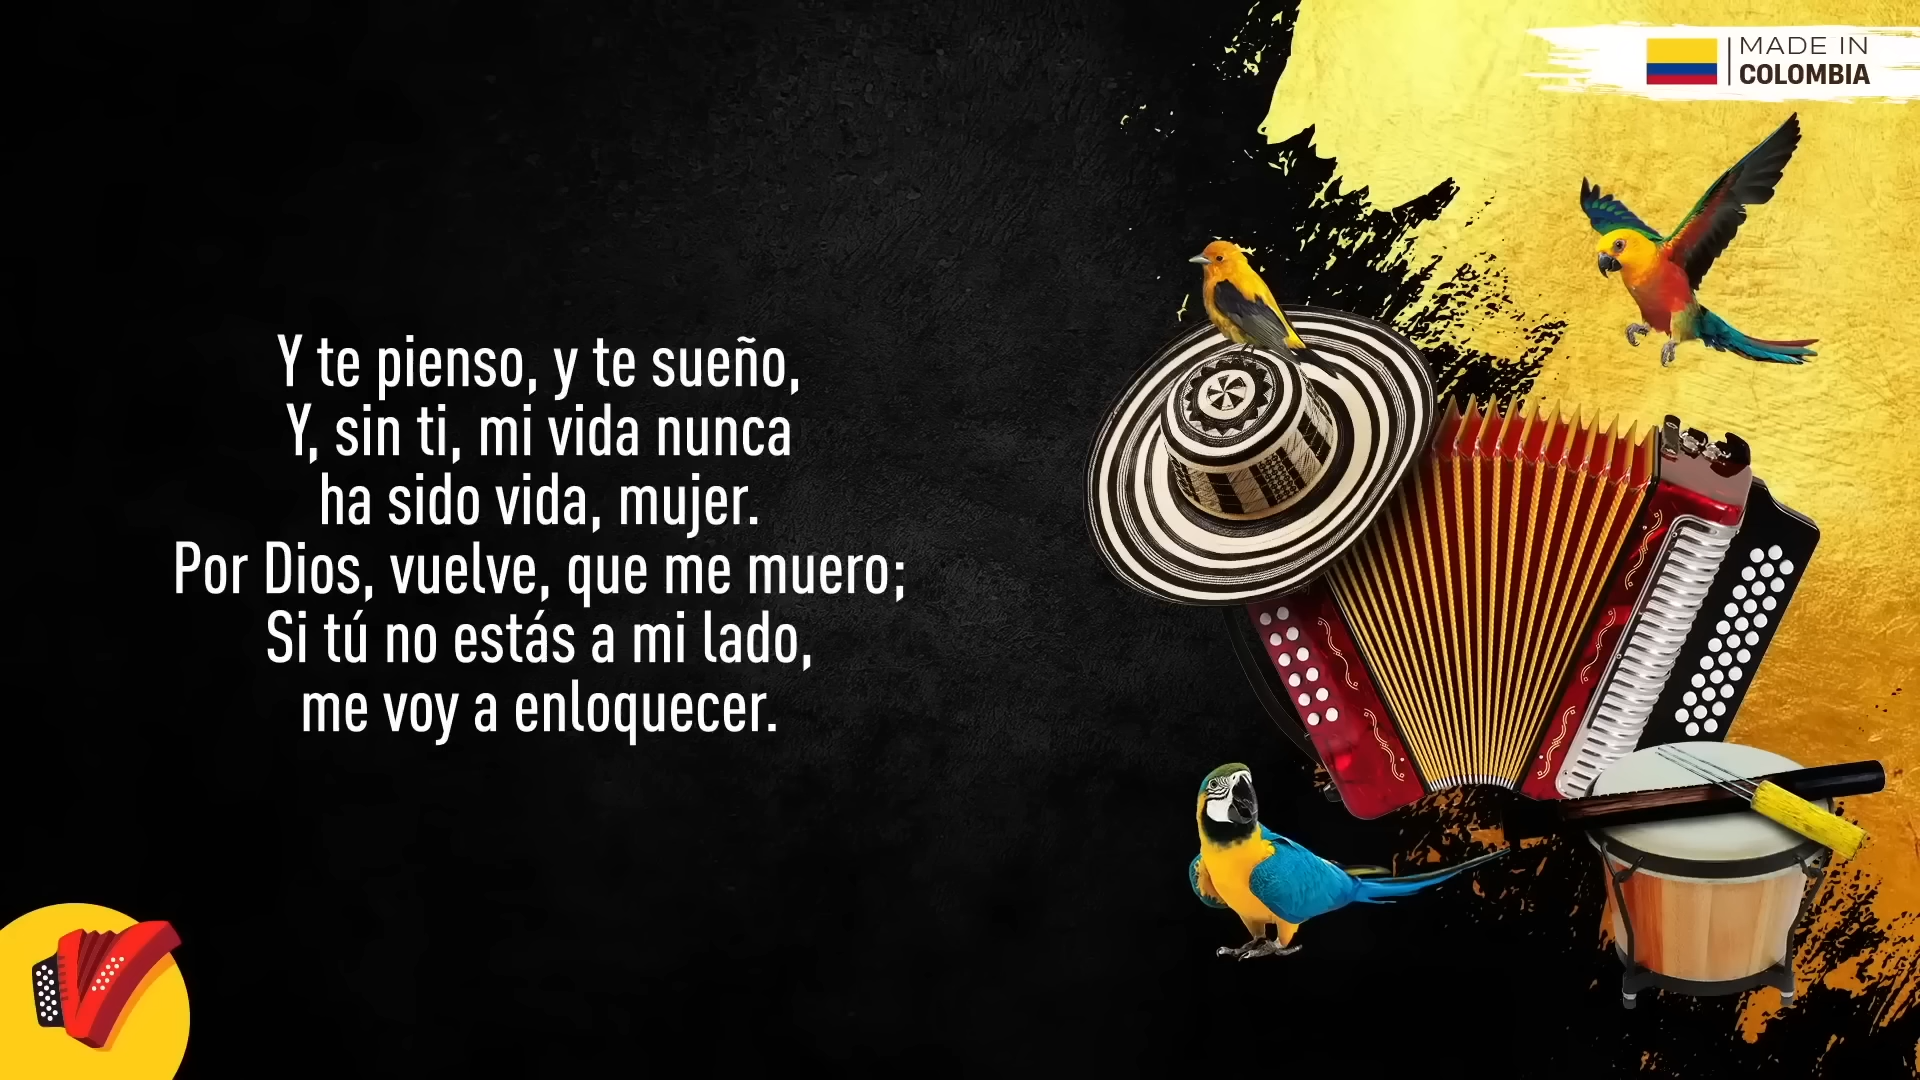 MADE IN
COLOMBIA
Y te pienso, y te sueño,
Y, sin ti, mi vida nunca
ha sido vida, mujer.
Por Dios, vuelve, que me muero;
Si tú no estás a mi lado,
me voy a enloquecer.